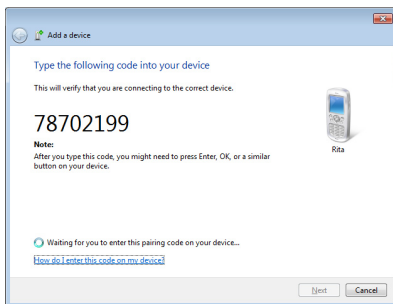 Add a device
Type the following code into your device
This will verify that you are connecting to the correct device.
78702199
Note:
After you type this code, you might need to press Enter, OK, or a similar
button on your device.
Rita
Waiting for you to enter this pairing code on your device...
How do I enter this code on my device?
Next
Cancel